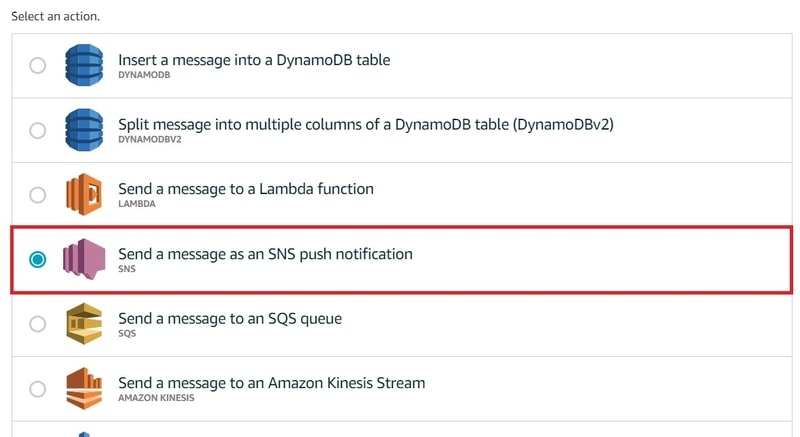 Select an action.
Insert a message into a DynamoDB table
DYNAMODB
Split message into multiple columns of a DynamoDB table (DynamoDBv2)
DYNAMODBV2
Send a message to a Lambda function
LAMBDA
Send a message as an SNS push notification
SNS
Send a message to an SQS queue
SQS
Send a message to an Amazon Kinesis Stream
AMAZON KINESIS